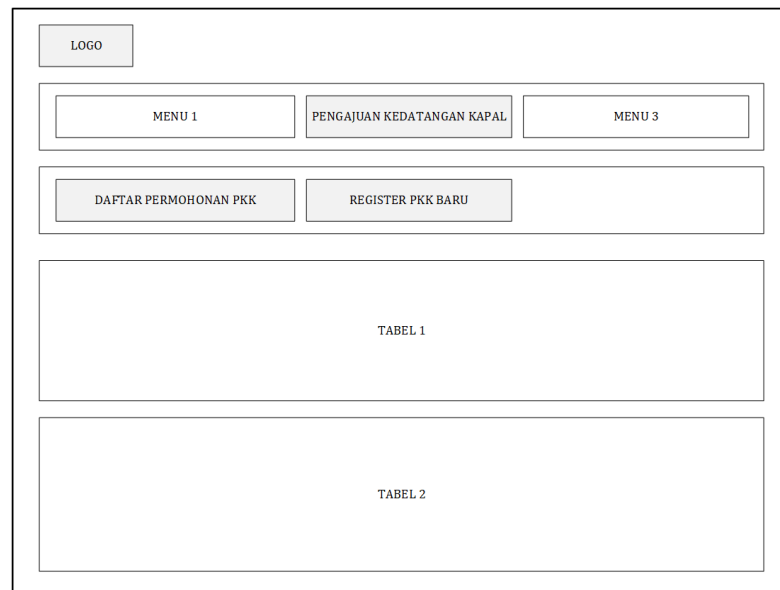 LOGO
MENU 1
PENGAJUAN KEDATANGAN KAPAL
MENU 3
DAFTAR PERMOHONAN PKK
REGISTER PKK BARU
TABEL 1
TABEL 2